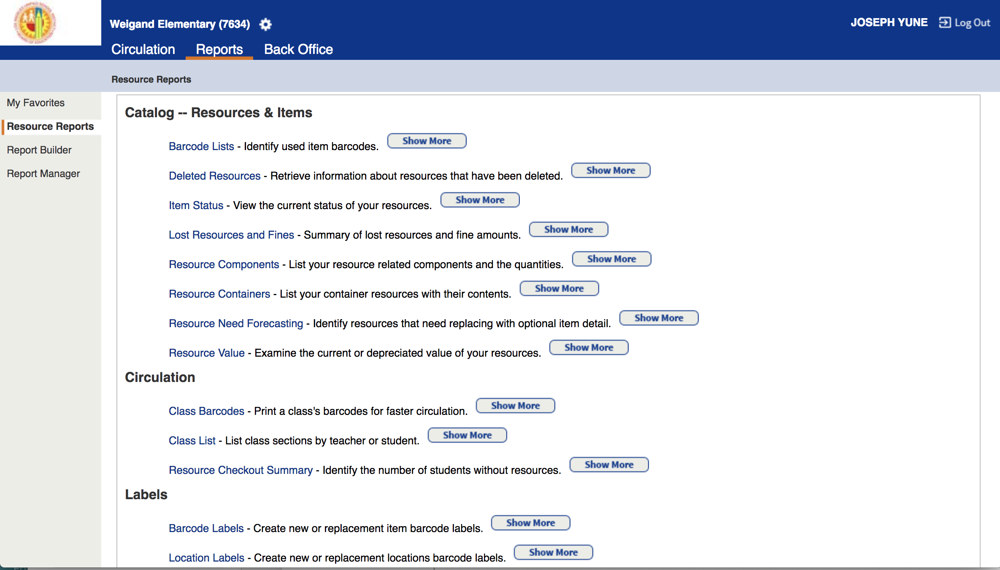 Weigand Elementary (7634)
JOSEPH YUNE Log Out
Circulation Reports Back Office
Resource Reports
My Favorites
Resource Reports
Report Builder
Report Manager
Catalog -- Resources & Items
Barcode Lists - Identify used item barcodes. Show More
Deleted Resources - Retrieve information about resources that have been deleted. Show More
Item Status - View the current status of your resources. Show More
Lost Resources and Fines - Summary of lost resources and fine amounts. Show More
Resource Components - List your resource related components and the quantities. Show More
Resource Containers - List your container resources with their contents. Show More
Resource Need Forecasting - Identify resources that need replacing with optional item detail. Show More
Resource Value - Examine the current or depreciated value of your resources. Show More
Circulation
Class Barcodes - Print a class's barcodes for faster circulation. Show More
Class List - List class sections by teacher or student. Show More
Resource Checkout Summary - Identify the number of students without resources. Show More
Labels
Barcode Labels - Create new or replacement item barcode labels. Show More
Location Labels - Create new or replacement locations barcode labels. Show More